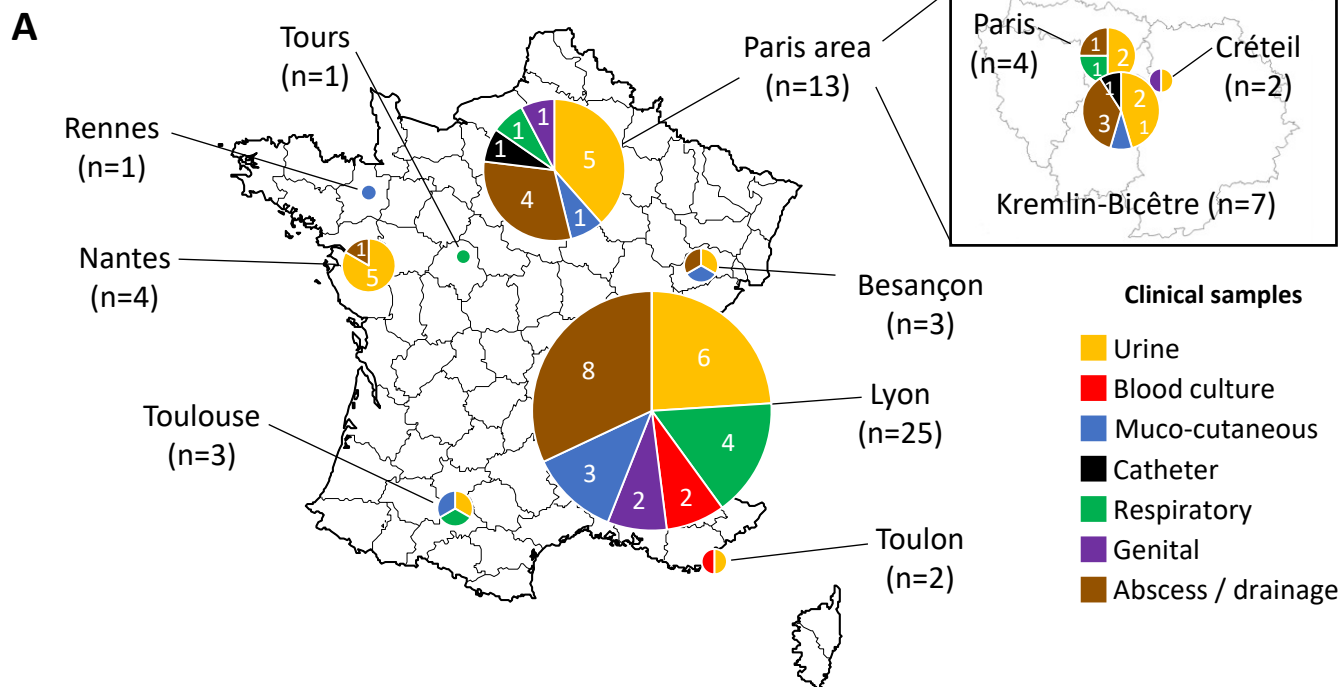 A
Tours
(n=1)
Rennes
(n=1)
Nantes
(n=4)
Toulouse
(n=3)
Paris area
(n=13)
Besançon
(n=3)
Lyon
(n=25)
Toulon
(n=2)
Paris
(n=4)
Créteil
(n=2)
Kremlin-Bicêtre (n=7)
1
2
1
1
2
3
1
1
1
1
5
4
1
1
5
8
6
4
3
2
2
Clinical samples
Urine
Blood culture
Muco-cutaneous
Catheter
Respiratory
Genital
Abscess / drainage